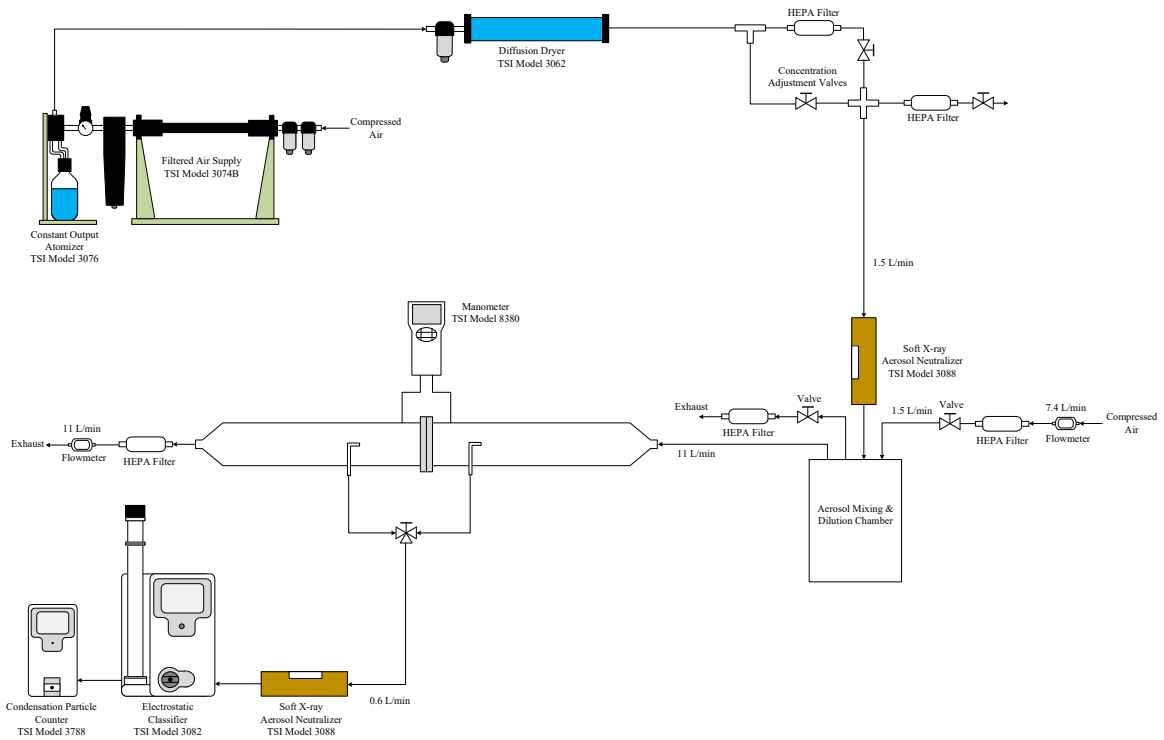 HEPA Filter
Diffusion Dryer
TSI Model 3062
Concentration
Adjustment Valves
HEPA Filter
Compressed
Air
Filtered Air Supply
TSI Model 3074B
Constant Output
Atomizer
TSI Model 3076
1.5 L/min
Manometer
TSI Model 8380
Soft X-ray
Aerosol Neutralizer
TSI Model 3088
Exhaust
Valve
HEPA Filter
1.5 L/min
Valve
HEPA Filter
7.4 L/min
Flowmeter
Compressed
Air
Exhaust
11 L/min
Flowmeter
HEPA Filter
11 L/min
Aerosol Mixing &
Dilution Chamber
0.6 L/min
Condensation Particle
Counter
TSI Model 3788
Electrostatic
Classifier
TSI Model 3082
Soft X-ray
Aerosol Neutralizer
TSI Model 3088